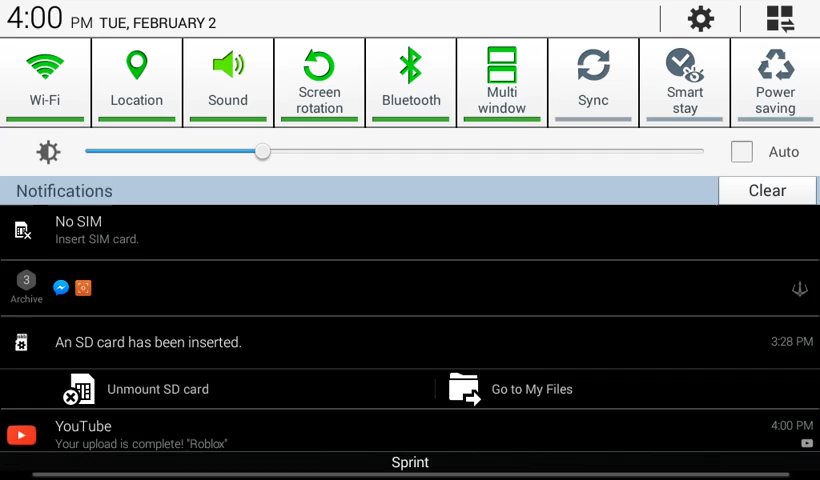 4:00 PM TUE, FEBRUARY 2
Wi-Fi
Location
Sound
Screen
rotation
Bluetooth
Multi
window
Sync
Smart
stay
Power
saving
Auto
Notifications
Clear
No SIM
Insert SIM card.
3
Archive
An SD card has been inserted.
3:28 PM
Unmount SD card
Go to My Files
YouTube
4:00 PM
Your upload is complete! "Roblox"
Sprint